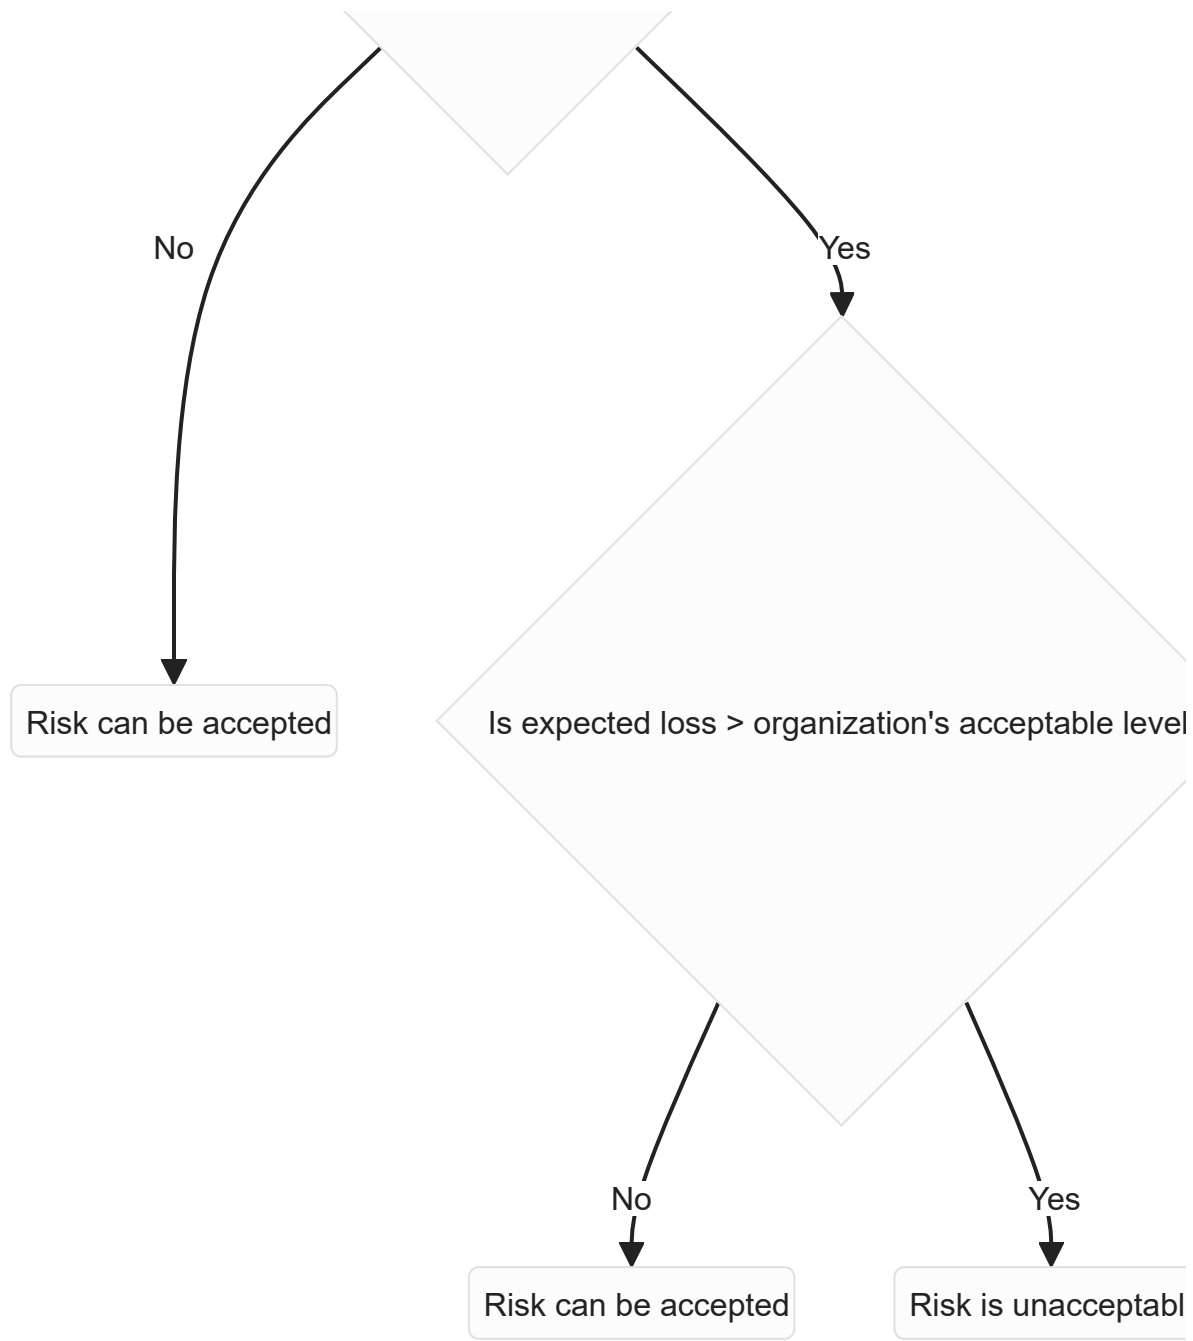 No
Yes
Risk can be accepted
Is expected loss > organization's acceptable level
No
Yes
Risk can be accepted
Risk is unacceptabl